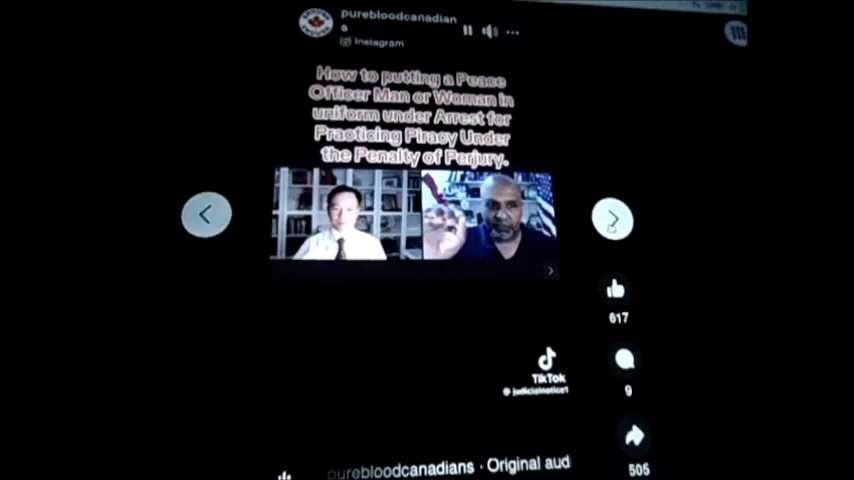 purebloodcanadian
s
Instagram
How to putting a Peace
Officer Man or Woman in
uniform under Arrest for
Practicing Piracy Under
the Penalty of Perjury.
617
TikTok
@judicialnotice1
9
purebloodcanadians · Original aud
505